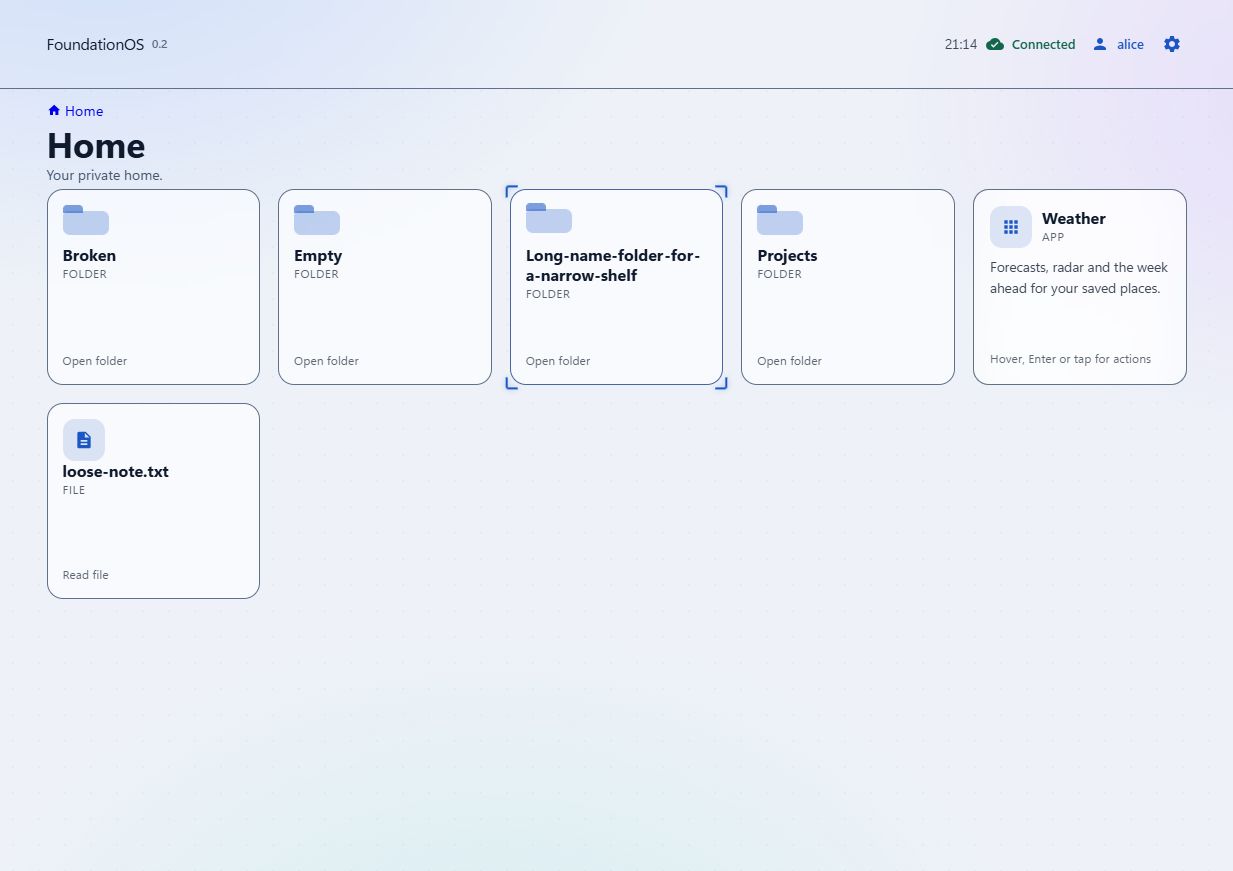 FoundationOS 0.2
21:14 Connected alice
Home
Home
Your private home.
Broken
FOLDER
Open folder
Empty
FOLDER
Open folder
Long-name-folder-for-
a-narrow-shelf
FOLDER
Open folder
Projects
FOLDER
Open folder
Weather
APP
Forecasts, radar and the week
ahead for your saved places.
Hover, Enter or tap for actions
loose-note.txt
FILE
Read file